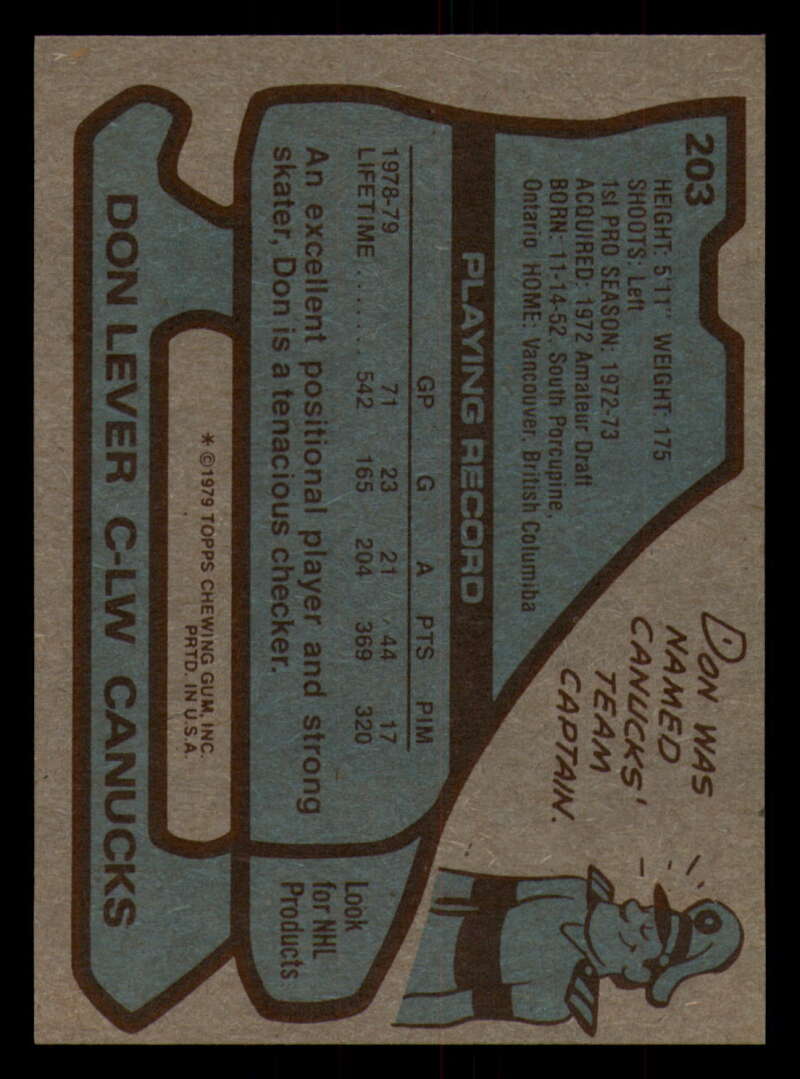 203
HEIGHT: 5'11" WEIGHT: 175
SHOOTS: Left
1st PRO SEASON: 1972-73
ACQUIRED: 1972 Amateur Draft
BORN: 11-14-52, South Porcupine,
Ontario HOME: Vancouver, British Columiba
DON WAS
NAMED
CANUCKS'
TEAM
CAPTAIN.
PLAYING RECORD
GP G A PTS PIM
1978-79 71 23 21 44 17
LIFETIME ....... 542 165 204 369 320
An excellent positional player and strong
skater, Don is a tenacious checker.
Look
for NHL
Products
* ©1979 TOPPS CHEWING GUM, INC.
PRTD. IN U.S.A.
DON LEVER C-LW CANUCKS